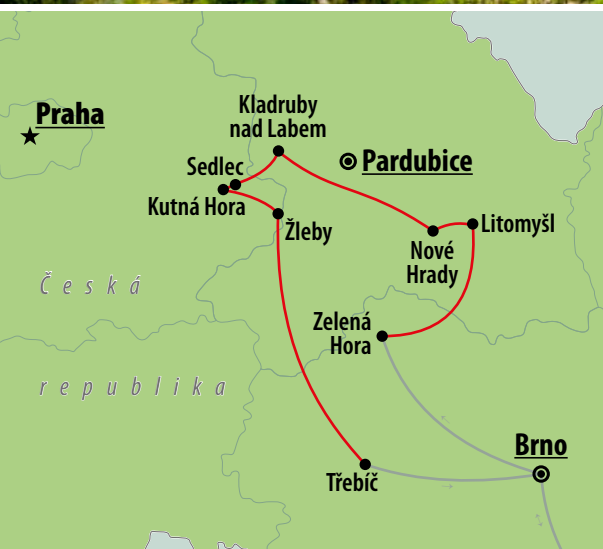 Praha
Kladruby
nad Labem
Pardubice
Sedlec
Kutná Hora
Žleby
Litomyšl
Nové
Hrady
Česká
Zelená
Hora
republika
Brno
Třebíč